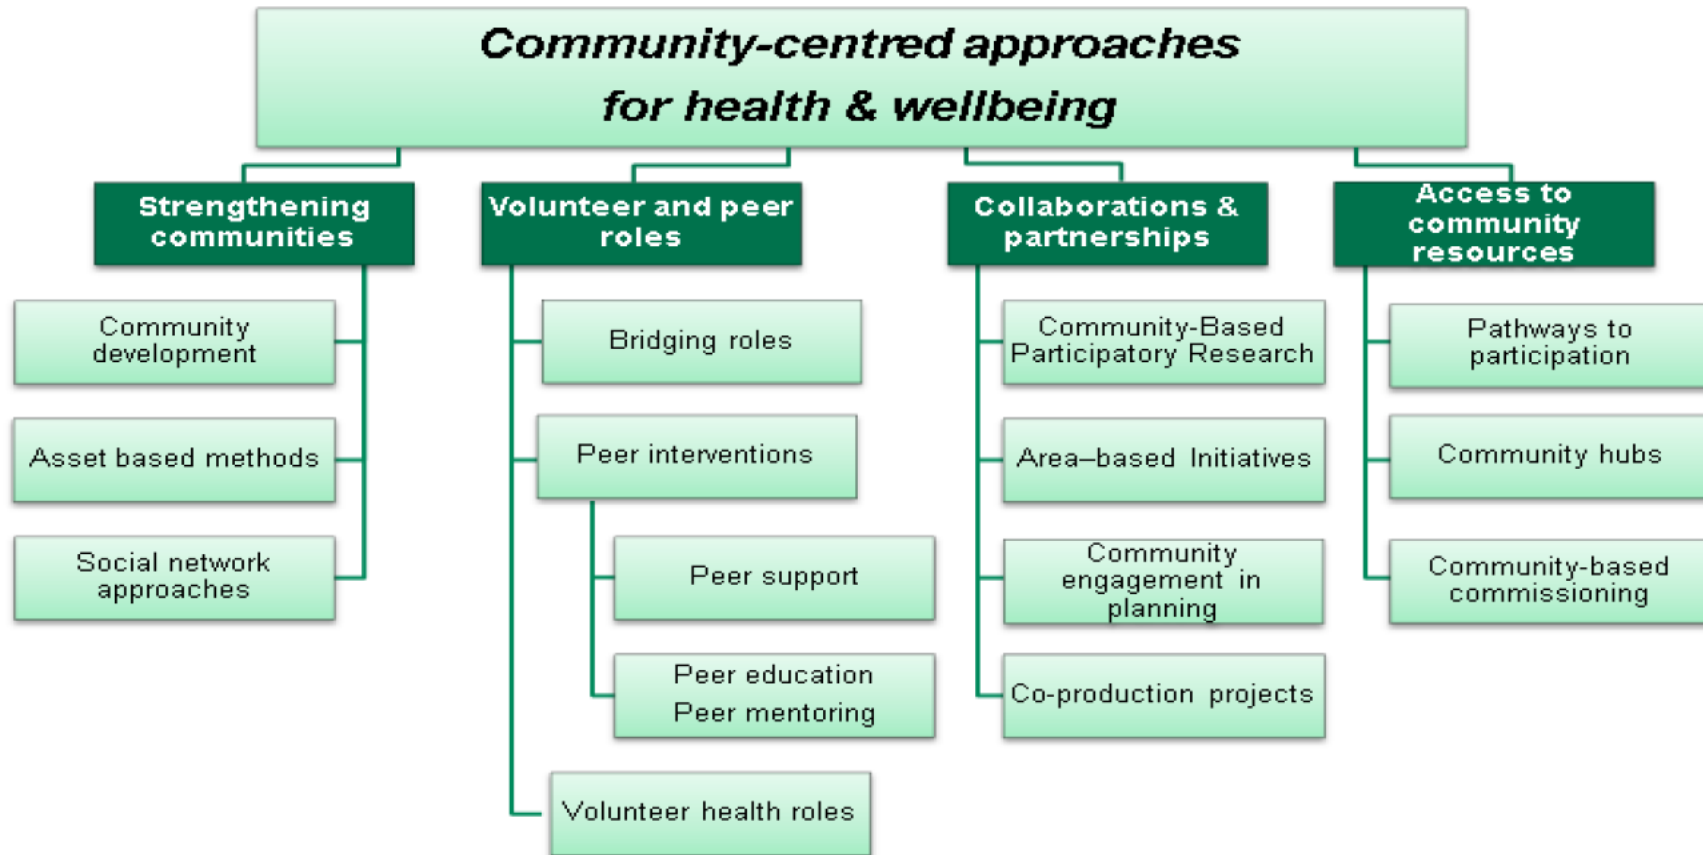 Community-centred approaches
for health & wellbeing
Strengthening
communities
Community
development
Asset based methods
Social network
approaches
Volunteer and peer
roles
Bridging roles
Peer interventions
Peer support
Peer education
Peer mentoring
Volunteer health roles
Collaborations &
partnerships
Community-Based
Participatory Research
Area–based Initiatives
Community
engagement in
planning
Co-production projects
Access to
community
resources
Pathways to
participation
Community hubs
Community-based
commissioning